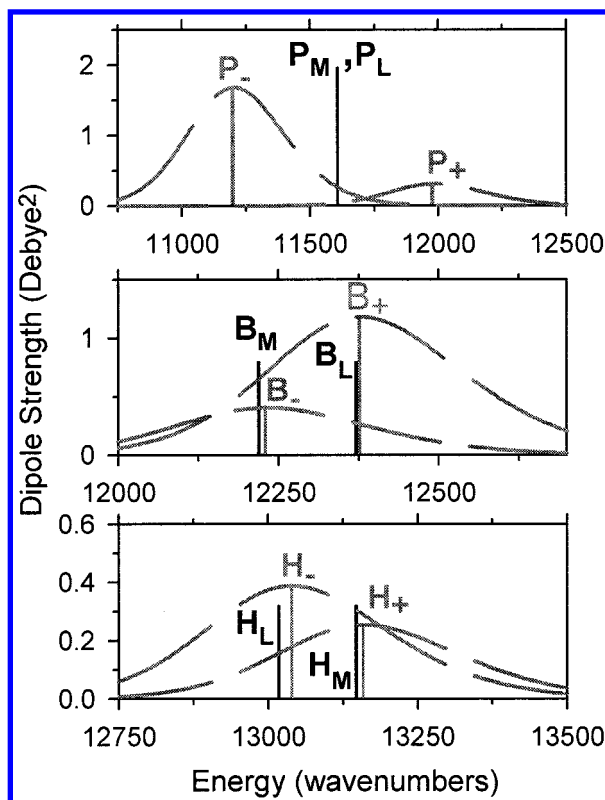 2
1
0
P₋
P_M , P_L
P₊
11000 11500 12000 12500
Dipole Strength (Debye²)
1
0
B_M
B₋
B_L
B₊
12000 12250 12500
0.6
0.4
0.2
0.0
H_L
H₋
H_M
H₊
12750 13000 13250 13500
Energy (wavenumbers)